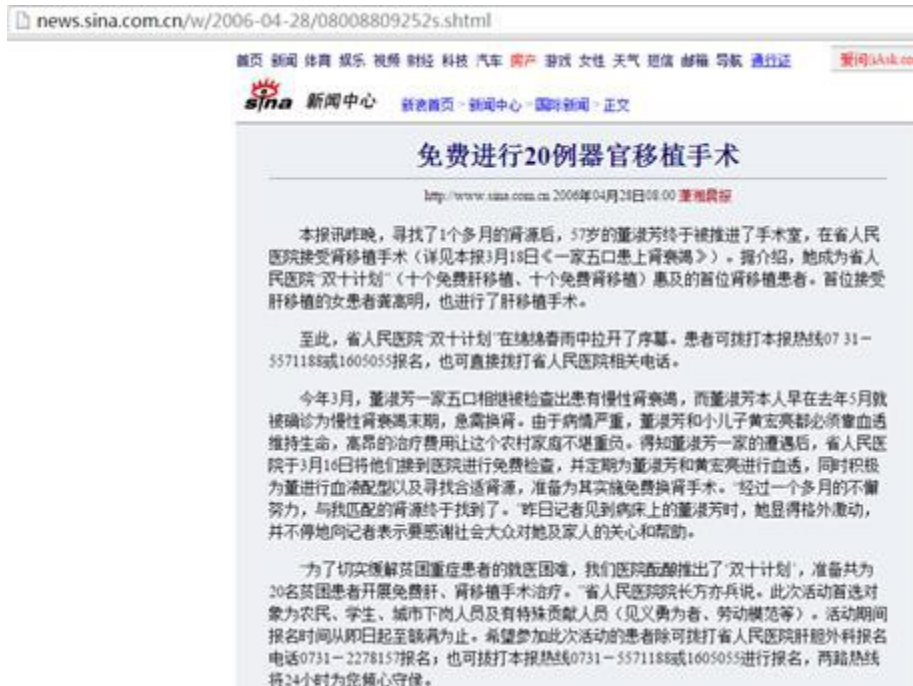 news.sina.com.cn/w/2006-04-28/08008809252s.shtml
首页 新闻 体育 娱乐 视频 财经 科技 汽车 房产 游戏 女性 天气 短信 邮箱 导航 通行证
爱问(iAsk.co
sina 新闻中心 新浪首页 > 新闻中心 > 国际新闻 > 正文
免费进行20例器官移植手术
http://www.sina.com.cn 2006年04月28日08:00 潇湘晨报
本报讯昨晚，寻找了1个多月的肾源后，57岁的董淑芳终于被推进了手术室，在省人民
医院接受肾移植手术（详见本报3月18日《一家五口患上肾衰竭》）。据介绍，她成为省人
民医院“双十计划”（十个免费肝移植、十个免费肾移植）惠及的首位肾移植患者。首位接受
肝移植的女患者龚高明，也进行了肝移植手术。
至此，省人民医院“双十计划”在绵绵春雨中拉开了序幕。患者可拨打本报热线07 31－
5571188或1605055报名，也可直接拨打省人民医院相关电话。
今年3月，董淑芳一家五口相继被检查出患有慢性肾衰竭，而董淑芳本人早在去年5月就
被确诊为慢性肾衰竭末期，急需换肾。由于病情严重，董淑芳和小儿子黄宏亮都必须靠血透
维持生命，高昂的治疗费用让这个农村家庭不堪重负。得知董淑芳一家的遭遇后，省人民医
院于3月16日将他们接到医院进行免费检查，并定期为董淑芳和黄宏亮进行血透，同时积极
为董进行血液配型以及寻找合适肾源，准备为其实施免费换肾手术。“经过一个多月的不懈
努力，与我匹配的肾源终于找到了。”昨日记者见到病床上的董淑芳时，她显得格外激动，
并不停地向记者表示要感谢社会大众对她及家人的关心和帮助。
“为了切实缓解贫困重症患者的就医困难，我们医院酝酿推出了‘双十计划’，准备共为
20名贫困患者开展免费肝、肾移植手术治疗。”省人民医院院长方亦兵说。此次活动首选对
象为农民、学生、城市下岗人员及有特殊贡献人员（见义勇为者、劳动模范等）。活动期间
报名时间从即日起至额满为止。希望参加此次活动的患者除可拨打省人民医院肝胆外科报名
电话0731－2278157报名，也可拔打本报热线0731－5571188或1605055进行报名，两路热线
将24小时为您倾心守候。